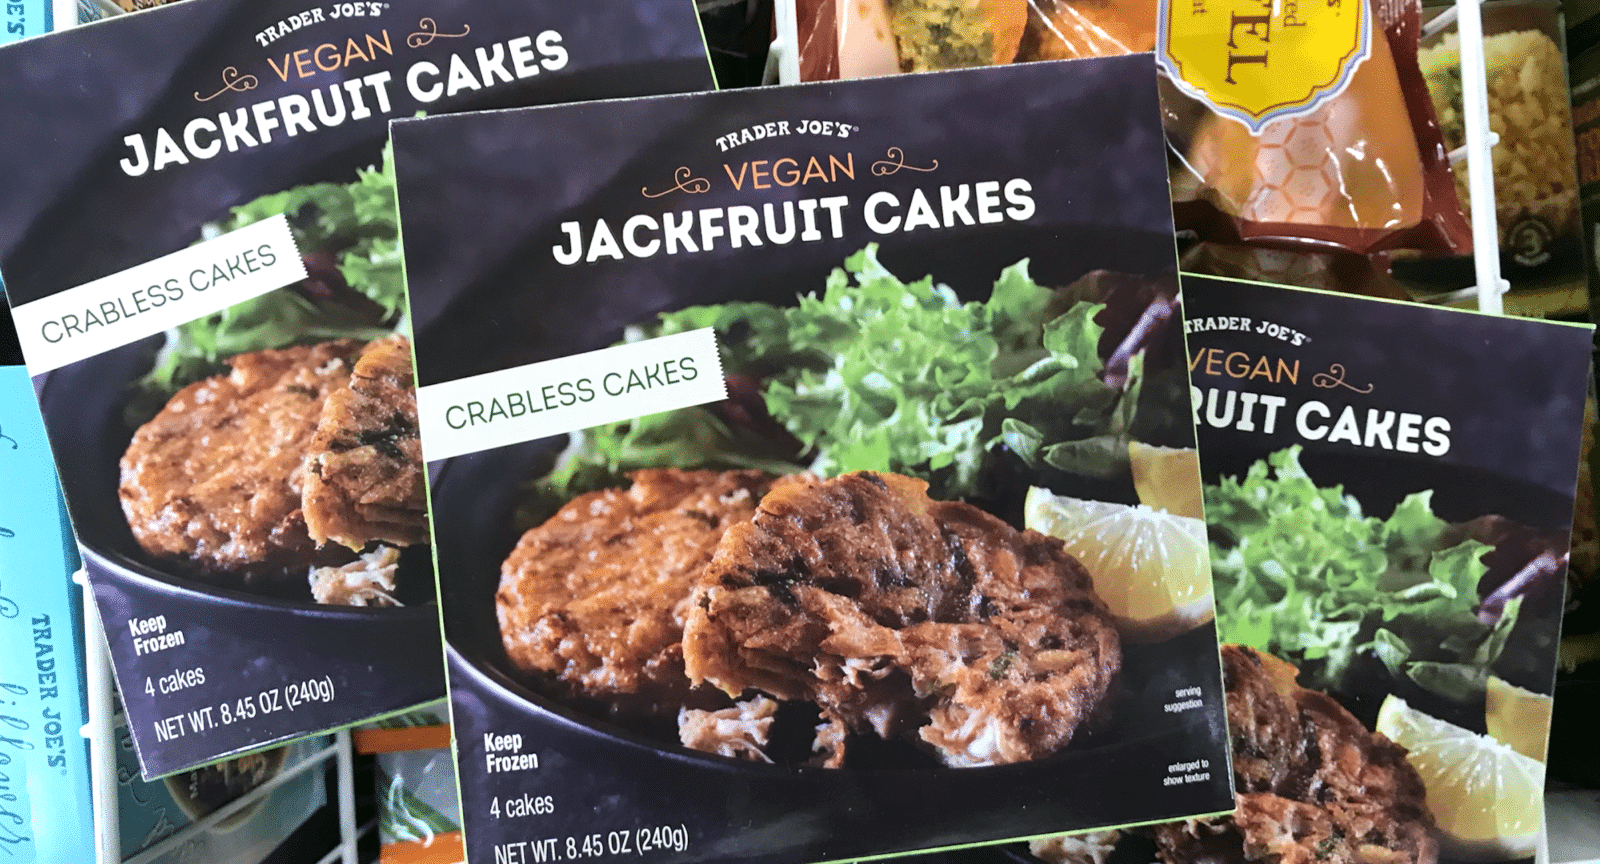 TRADER JOE'S
VEGAN
JACKFRUIT CAKES
CRABLESS CAKES
Keep
Frozen
4 cakes
NET WT. 8.45 OZ (240g)
TRADER JOE'S
VEGAN
JACKFRUIT CAKES
CRABLESS CAKES
serving
suggestion
enlarged to
show texture
Keep
Frozen
4 cakes
NET WT. 8.45 OZ (240g)
TRADER JOE'S
VEGAN
RUIT CAKES
TRADER JOE'S
3